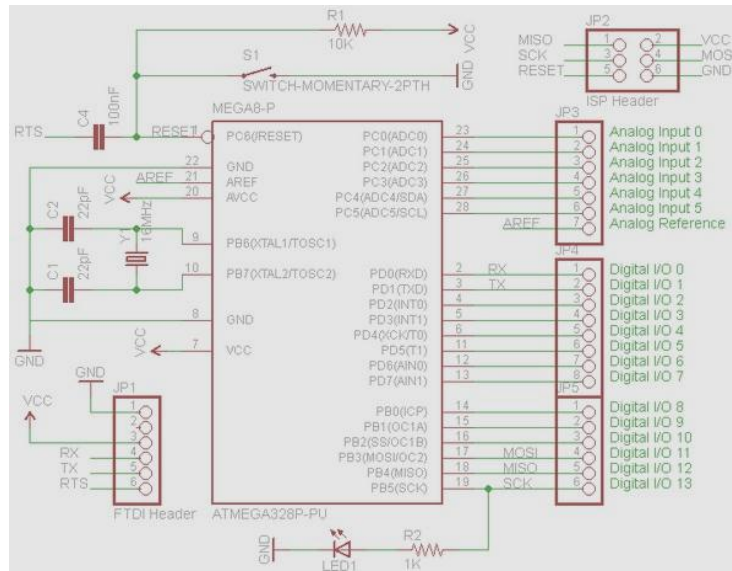 R1
10K
VCC
S1
SWITCH-MOMENTARY-2PTH
GND
C4
100nF
RTS
RESET
JP2
MISO 1 2 VCC
SCK 3 4 MOS
RESET 5 6 GND
ISP Header
MEGA8-P
1 PC6(/RESET)
22 GND
AREF 21 AREF
VCC 20 AVCC
C2
22pF
Y1
16MHz
C1
22pF
9 PB6(XTAL1/TOSC1)
10 PB7(XTAL2/TOSC2)
8 GND
GND
VCC 7 VCC
PC0(ADC0) 23
PC1(ADC1) 24
PC2(ADC2) 25
PC3(ADC3) 26
PC4(ADC4/SDA) 27
PC5(ADC5/SCL) 28
PD0(RXD) 2 RX
PD1(TXD) 3 TX
PD2(INT0) 4
PD3(INT1) 5
PD4(XCK/T0) 6
PD5(T1) 11
PD6(AIN0) 12
PD7(AIN1) 13
PB0(ICP) 14
PB1(OC1A) 15
PB2(SS/OC1B) 16
PB3(MOSI/OC2) 17 MOSI
PB4(MISO) 18 MISO
PB5(SCK) 19 SCK
ATMEGA328P-PU
JP3
1 Analog Input 0
2 Analog Input 1
3 Analog Input 2
4 Analog Input 3
5 Analog Input 4
6 Analog Input 5
AREF 7 Analog Reference
JP4
1 Digital I/O 0
2 Digital I/O 1
3 Digital I/O 2
4 Digital I/O 3
5 Digital I/O 4
6 Digital I/O 5
7 Digital I/O 6
8 Digital I/O 7
JP5
1 Digital I/O 8
2 Digital I/O 9
3 Digital I/O 10
4 Digital I/O 11
5 Digital I/O 12
6 Digital I/O 13
GND
JP1
VCC
1
2
3
RX 4
TX 5
RTS 6
FTDI Header
GND
LED1
R2
1K